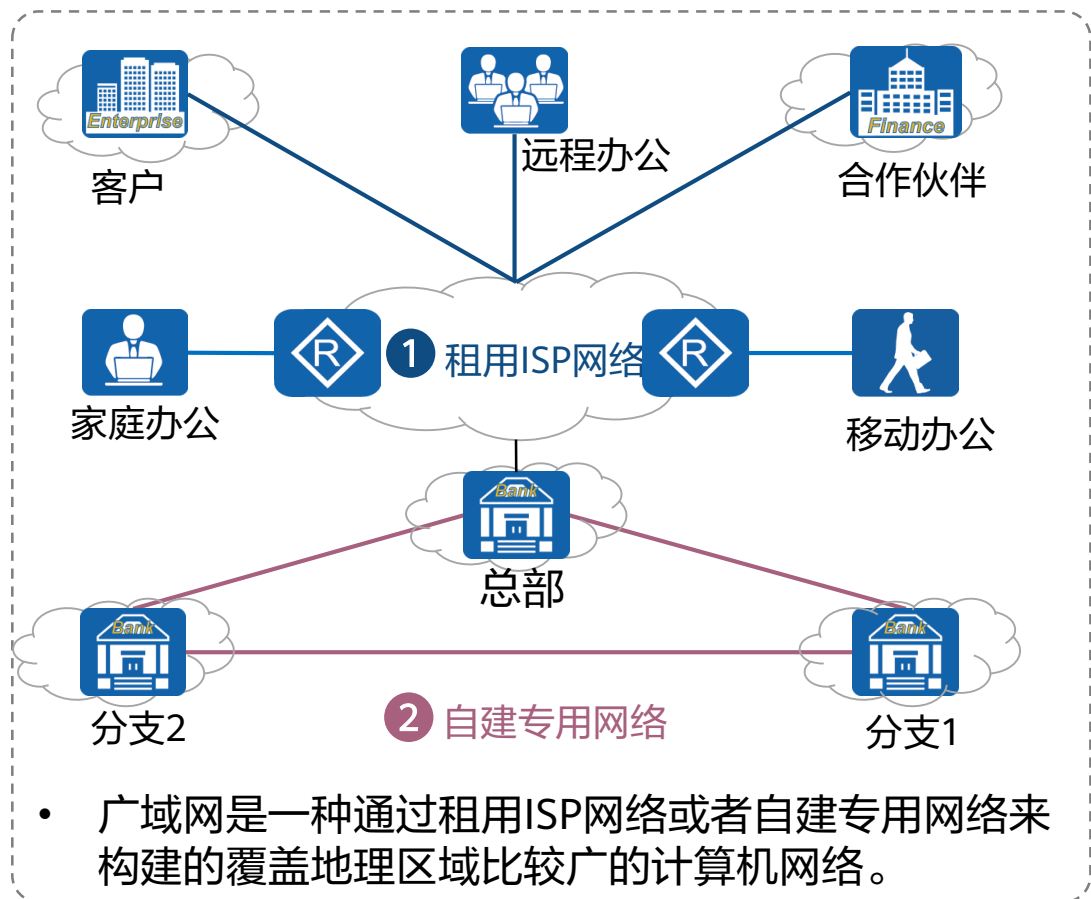 Enterprise
Finance
客户
远程办公
合作伙伴
R
1 租用ISP网络
R
家庭办公
移动办公
Bank
总部
Bank
Bank
分支2
2 自建专用网络
分支1
• 广域网是一种通过租用ISP网络或者自建专用网络来
构建的覆盖地理区域比较广的计算机网络。